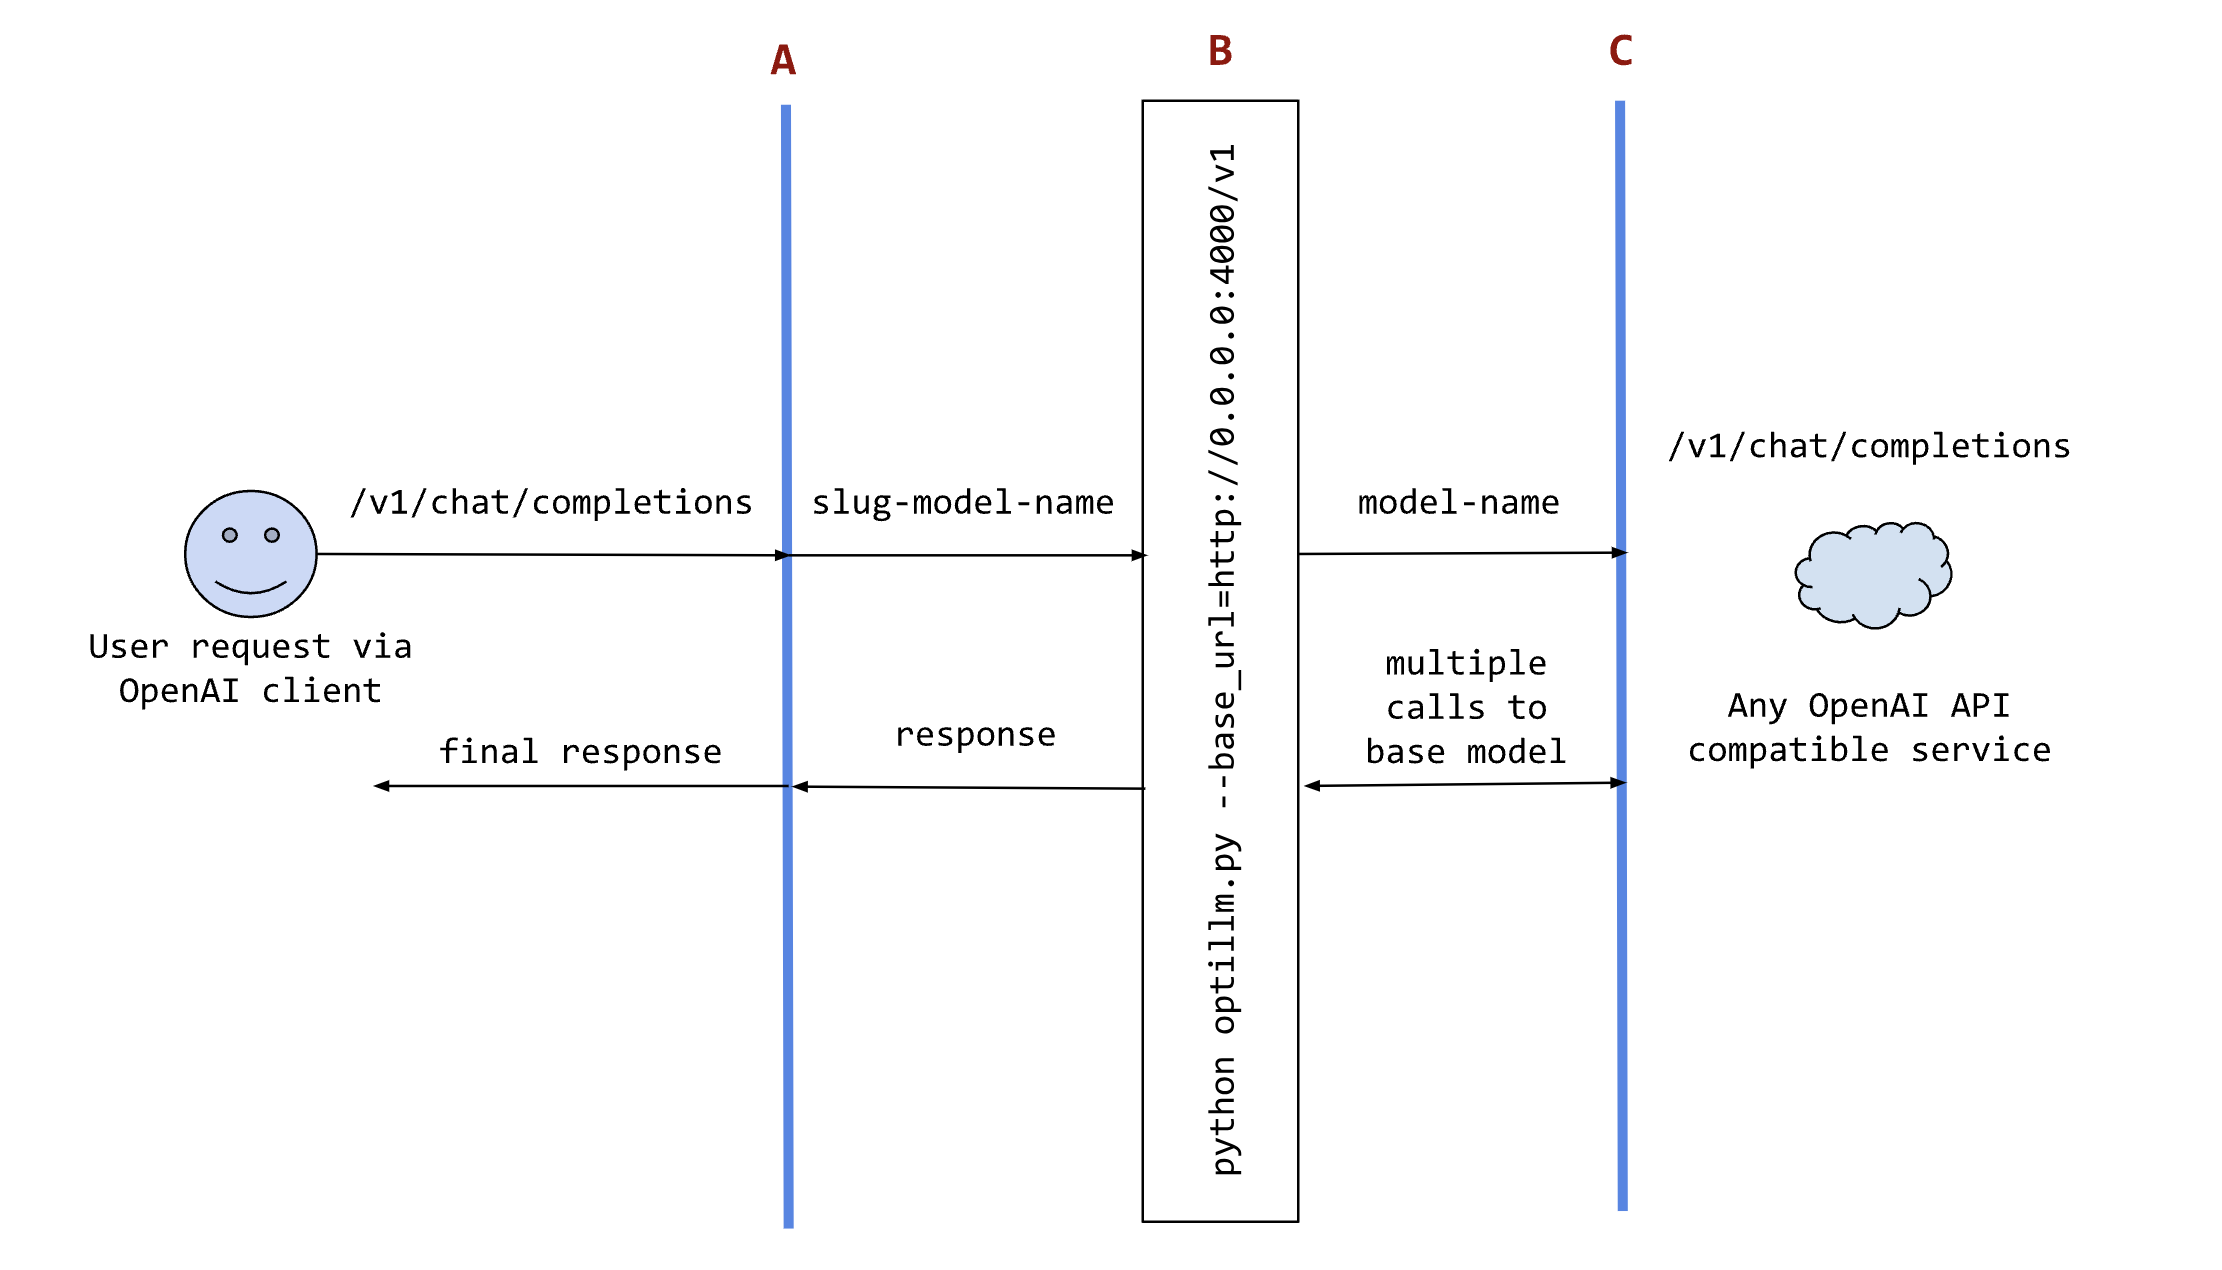 A
B
C
python optillm.py --base_url=http://0.0.0.0:4000/v1
/v1/chat/completions
/v1/chat/completions
slug-model-name
model-name
User request via
OpenAI client
multiple
calls to
base model
Any OpenAI API
compatible service
final response
response